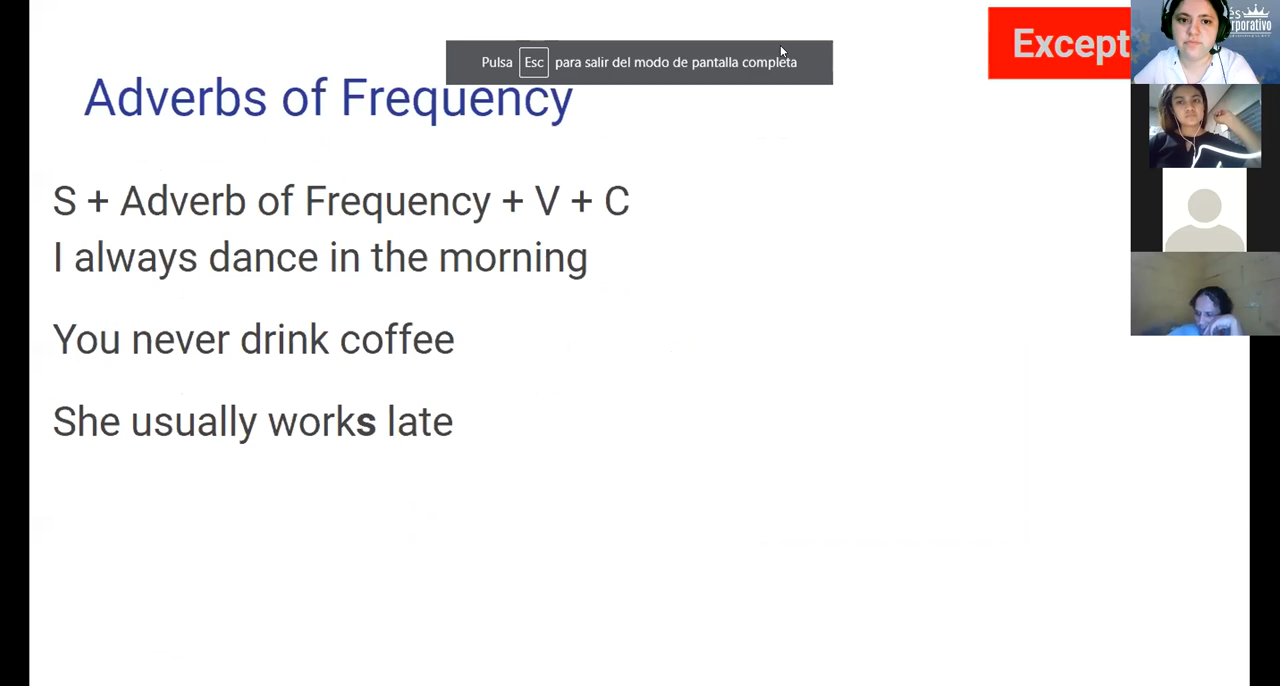 Pulsa Esc para salir del modo de pantalla completa
Except
Adverbs of Frequency
S + Adverb of Frequency + V + C
I always dance in the morning
You never drink coffee
She usually works late